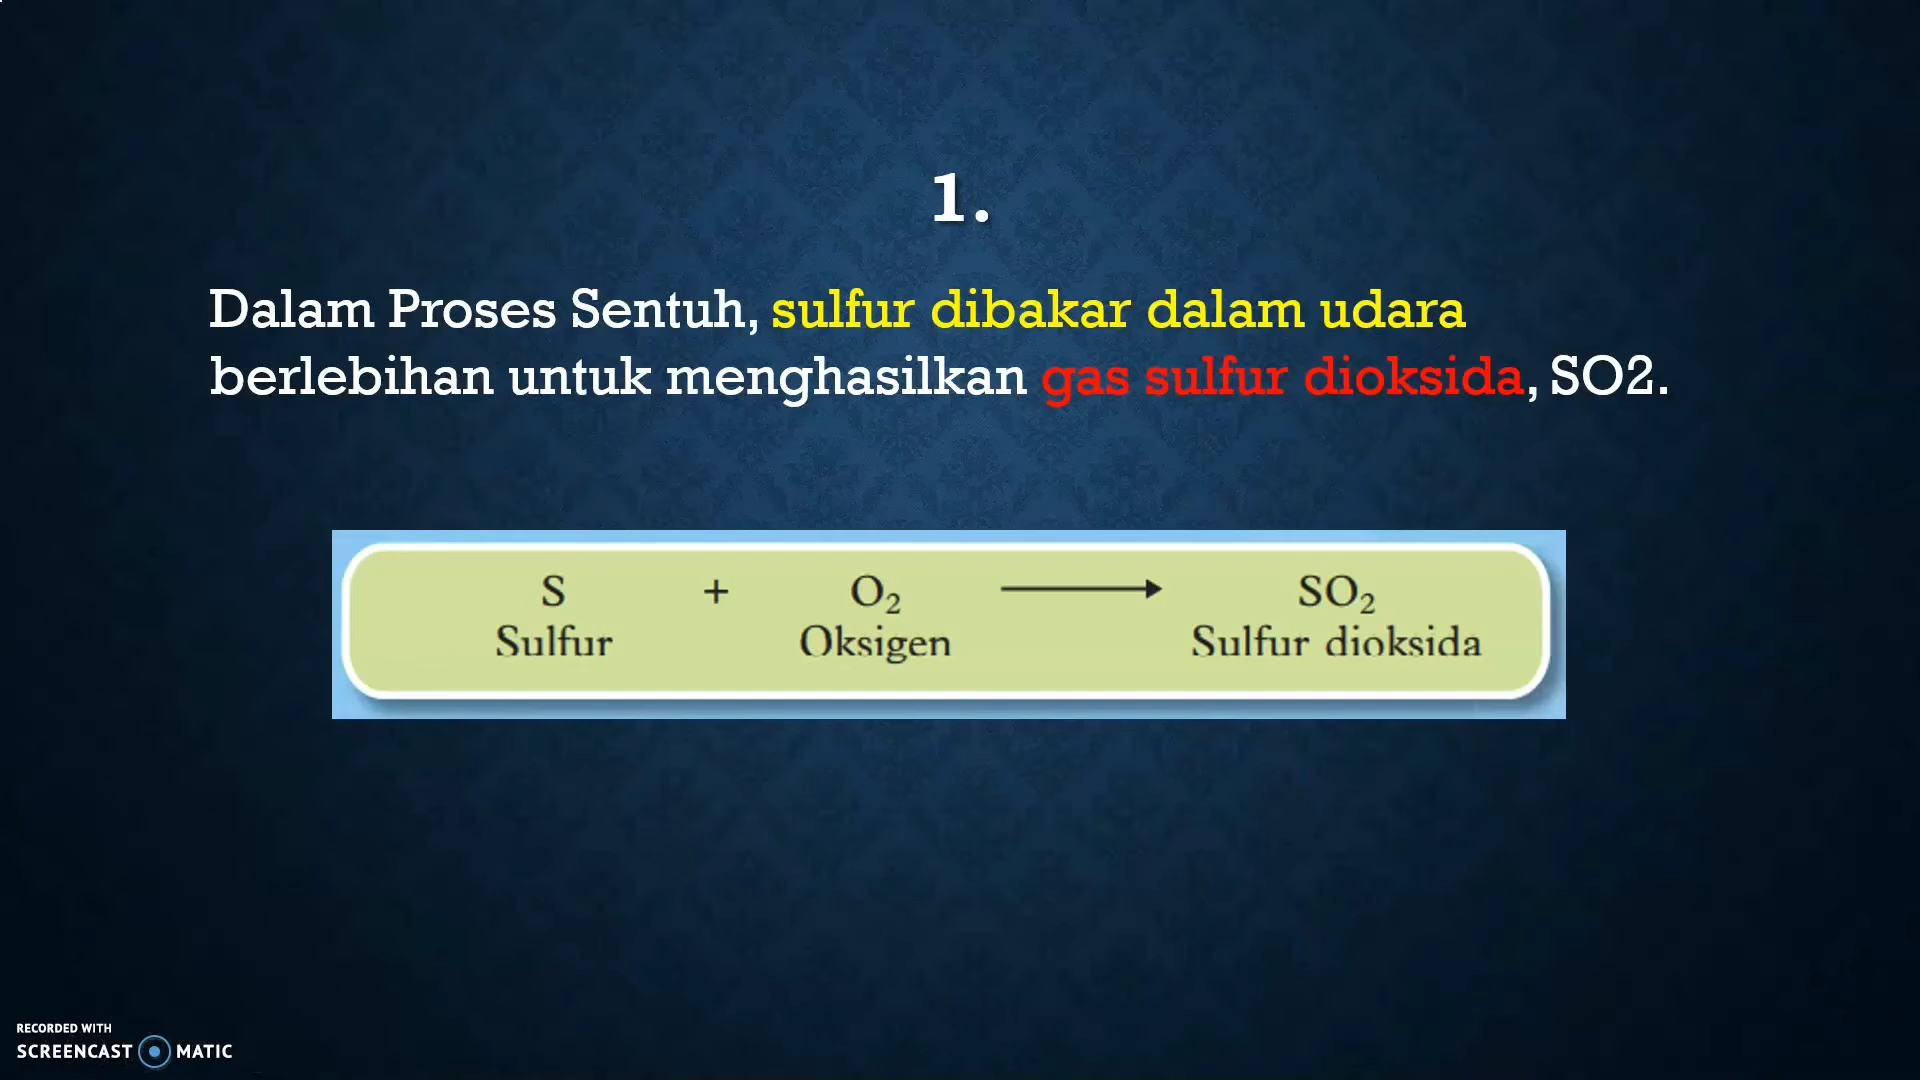 1.
Dalam Proses Sentuh, sulfur dibakar dalam udara
berlebihan untuk menghasilkan gas sulfur dioksida, SO2.
S + O₂ ⟶ SO₂
Sulfur Oksigen Sulfur dioksida
RECORDED WITH
SCREENCAST MATIC